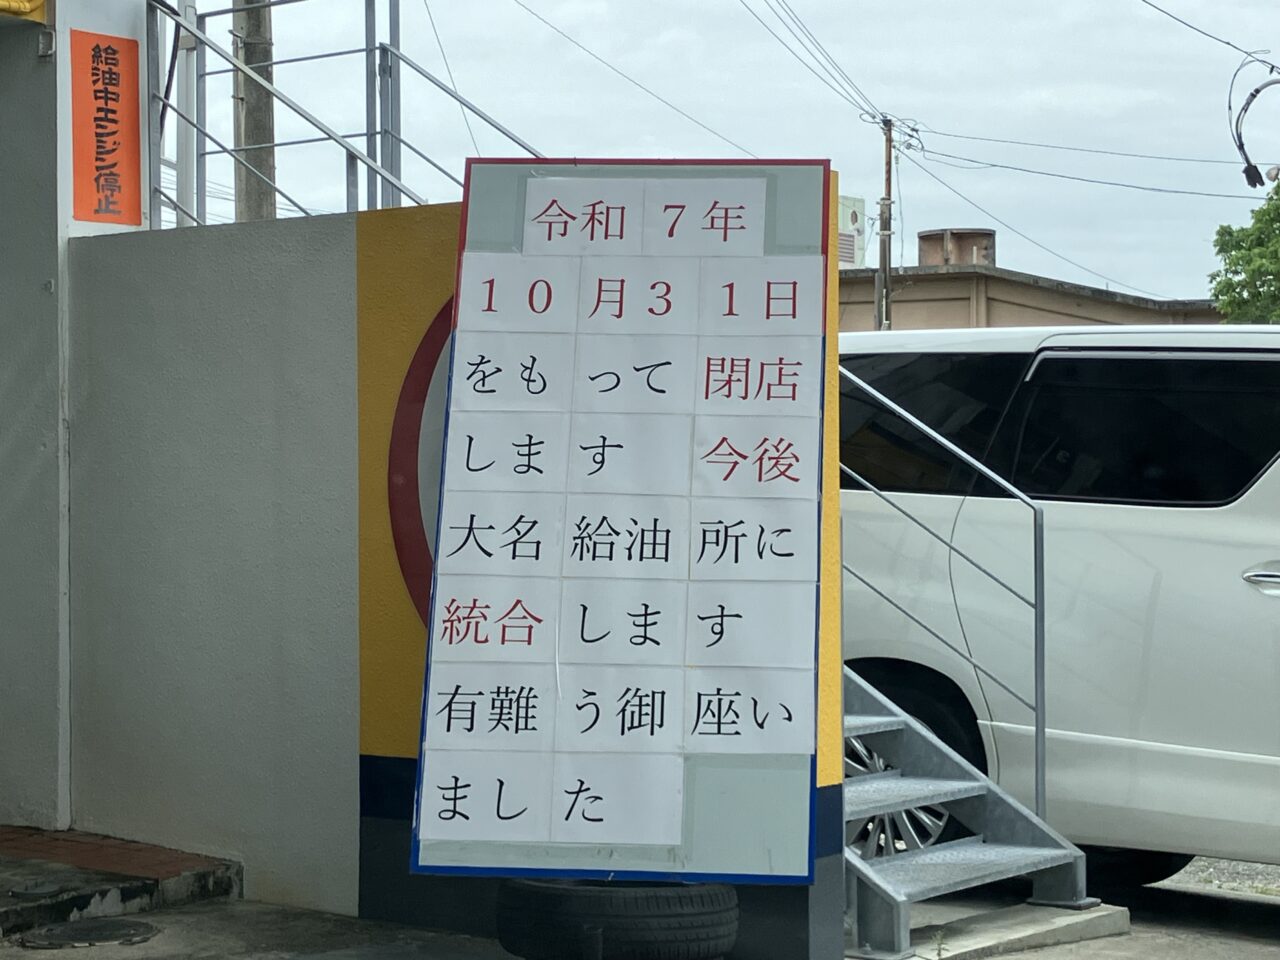 給油中エンジン停止
令和７年
１０月３１日
をもって閉店
します　今後
大名給油所に
統合します
有難う御座い
ました